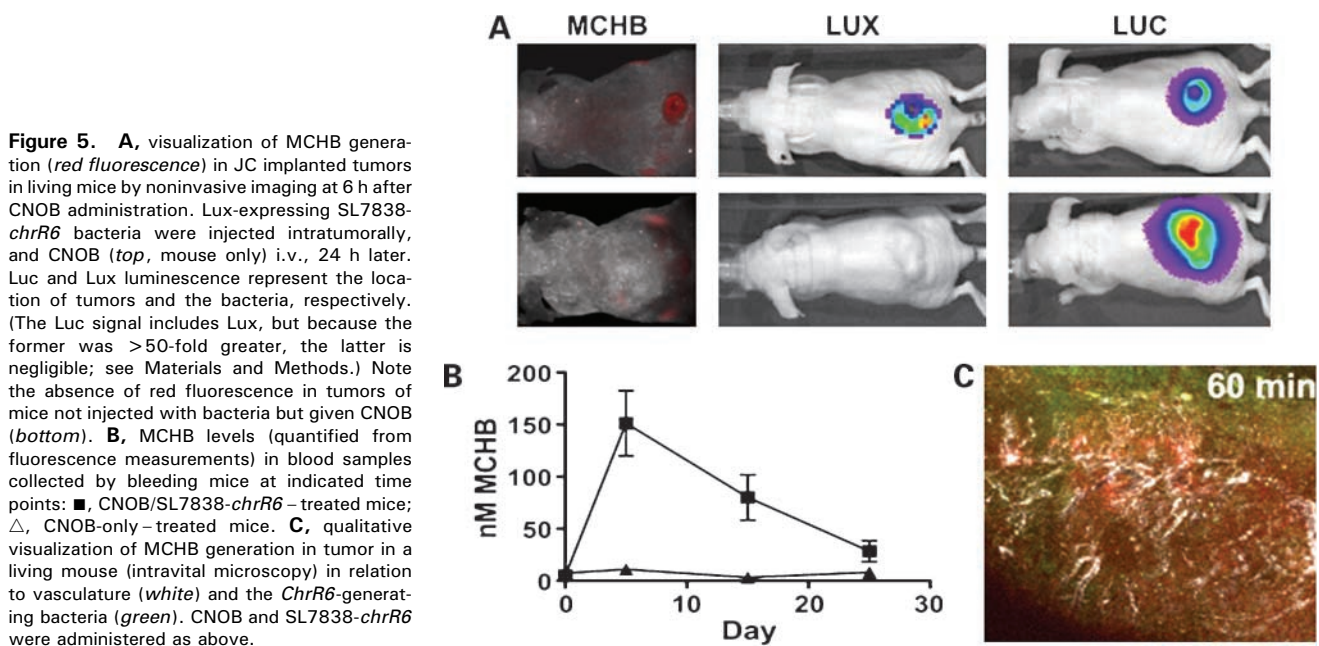 Figure 5. A, visualization of MCHB genera-
tion (red fluorescence) in JC implanted tumors
in living mice by noninvasive imaging at 6 h after
CNOB administration. Lux-expressing SL7838-
chrR6 bacteria were injected intratumorally,
and CNOB (top, mouse only) i.v., 24 h later.
Luc and Lux luminescence represent the loca-
tion of tumors and the bacteria, respectively.
(The Luc signal includes Lux, but because the
former was >50-fold greater, the latter is
negligible; see Materials and Methods.) Note
the absence of red fluorescence in tumors of
mice not injected with bacteria but given CNOB
(bottom). B, MCHB levels (quantified from
fluorescence measurements) in blood samples
collected by bleeding mice at indicated time
points: ■, CNOB/SL7838-chrR6 – treated mice;
△, CNOB-only – treated mice. C, qualitative
visualization of MCHB generation in tumor in a
living mouse (intravital microscopy) in relation
to vasculature (white) and the ChrR6-generat-
ing bacteria (green). CNOB and SL7838-chrR6
were administered as above.
A
MCHB LUX LUC
B
nM MCHB
200
150
100
50
0
0 10 20 30
Day
C
60 min